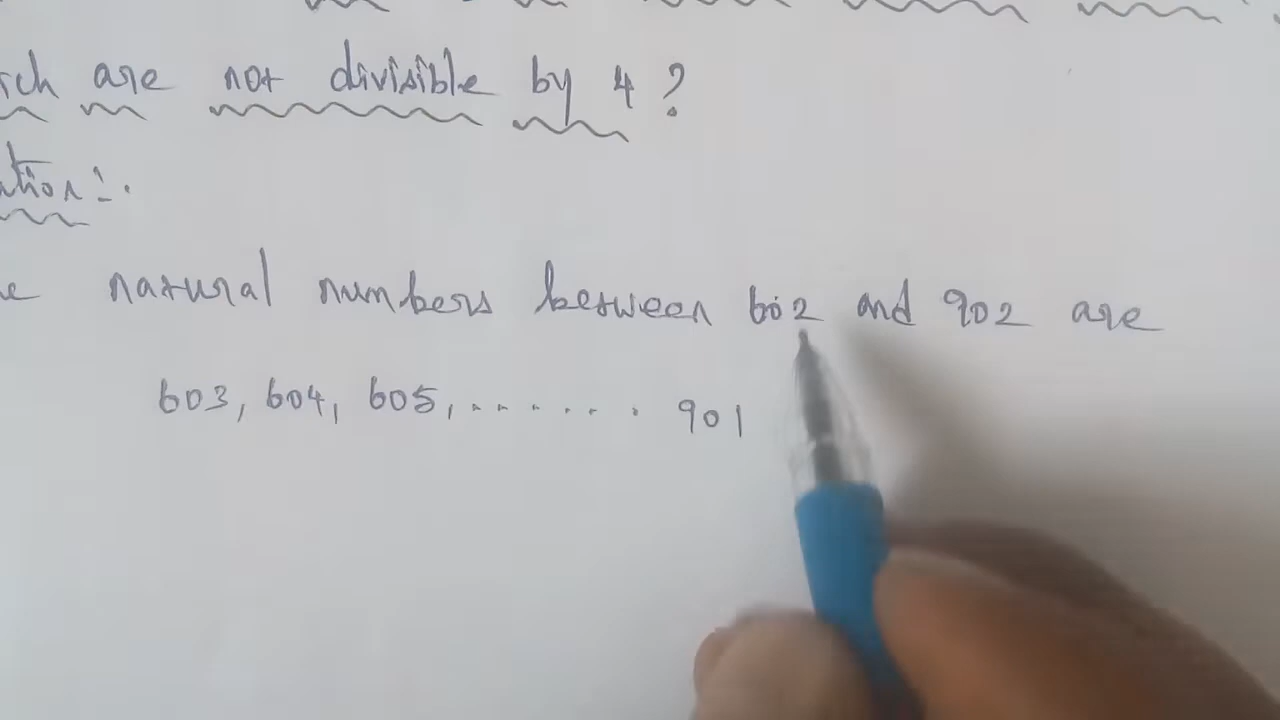 are not divisible by 4 ?
natural numbers between 602 and 902 are
603, 604, 605, ....... 901